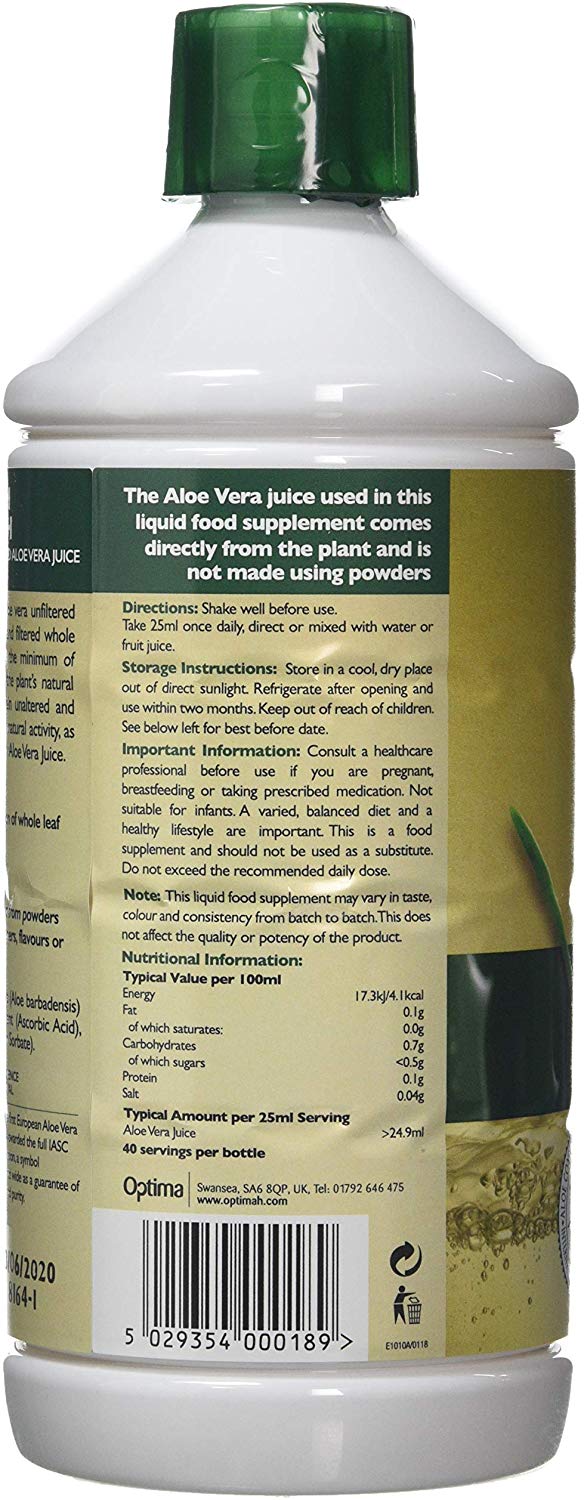 The Aloe Vera juice used in this
liquid food supplement comes
directly from the plant and is
not made using powders
Directions: Shake well before use.
Take 25ml once daily, direct or mixed with water or
fruit juice.
Storage Instructions: Store in a cool, dry place
out of direct sunlight. Refrigerate after opening and
use within two months. Keep out of reach of children.
See below left for best before date.
Important Information: Consult a healthcare
professional before use if you are pregnant,
breastfeeding or taking prescribed medication. Not
suitable for infants. A varied, balanced diet and a
healthy lifestyle are important. This is a food
supplement and should not be used as a substitute.
Do not exceed the recommended daily dose.
Note: This liquid food supplement may vary in taste,
colour and consistency from batch to batch. This does
not affect the quality or potency of the product.
Nutritional Information:
Typical Value per 100ml
Energy 17.3kJ/4.1kcal
Fat 0.1g
of which saturates: 0.0g
Carbohydrates 0.7g
of which sugars <0.5g
Protein 0.1g
Salt 0.04g
Typical Amount per 25ml Serving
Aloe Vera Juice >24.9ml
40 servings per bottle
Optima Swansea, SA6 8QP, UK, Tel: 01792 646 475
www.optimah.com
5 029354 000189 >
E1010A/0118
ALOE VERA JUICE
vera unfiltered
filtered whole
the minimum of
plant's natural
unaltered and
natural activity, as
Aloe Vera Juice.
of whole leaf
from powders
flavours or
(Aloe barbadensis)
(Ascorbic Acid),
Sorbate).
first European Aloe Vera
awarded the full IASC
a symbol
wide as a guarantee of
purity.
/06/2020
164-1